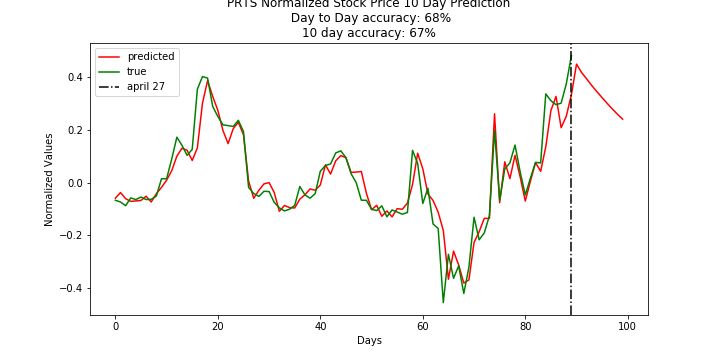 PRTS Normalized Stock Price 10 Day Prediction
Day to Day accuracy: 68%
10 day accuracy: 67%
predicted
true
april 27
Normalized Values
0.4
0.2
0.0
−0.2
−0.4
0 20 40 60 80 100
Days